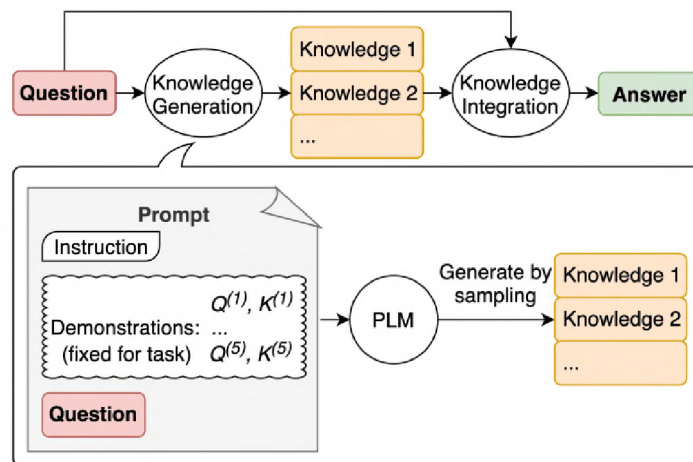 Question
Knowledge
Generation
Knowledge 1
Knowledge 2
...
Knowledge
Integration
Answer
Prompt
Instruction
Q(1), K(1)
Demonstrations: ...
(fixed for task) Q(5), K(5)
Question
PLM
Generate by
sampling
Knowledge 1
Knowledge 2
...